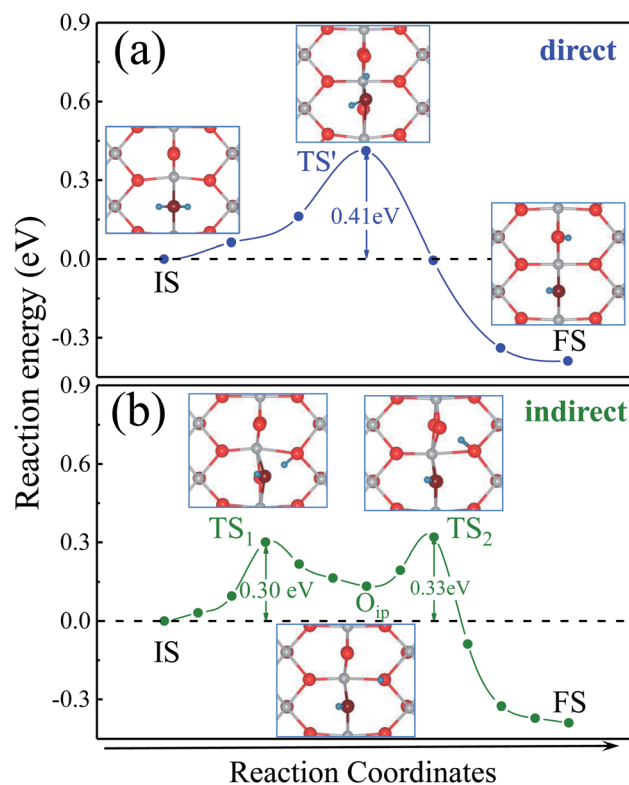 Reaction energy (eV)
0.9
(a)
direct
0.6
TS'
0.3
0.41eV
0.0
IS
-0.3
FS
0.9
(b)
indirect
0.6
TS1
TS2
0.3
0.30 eV
Oip
0.33eV
0.0
IS
-0.3
FS
Reaction Coordinates